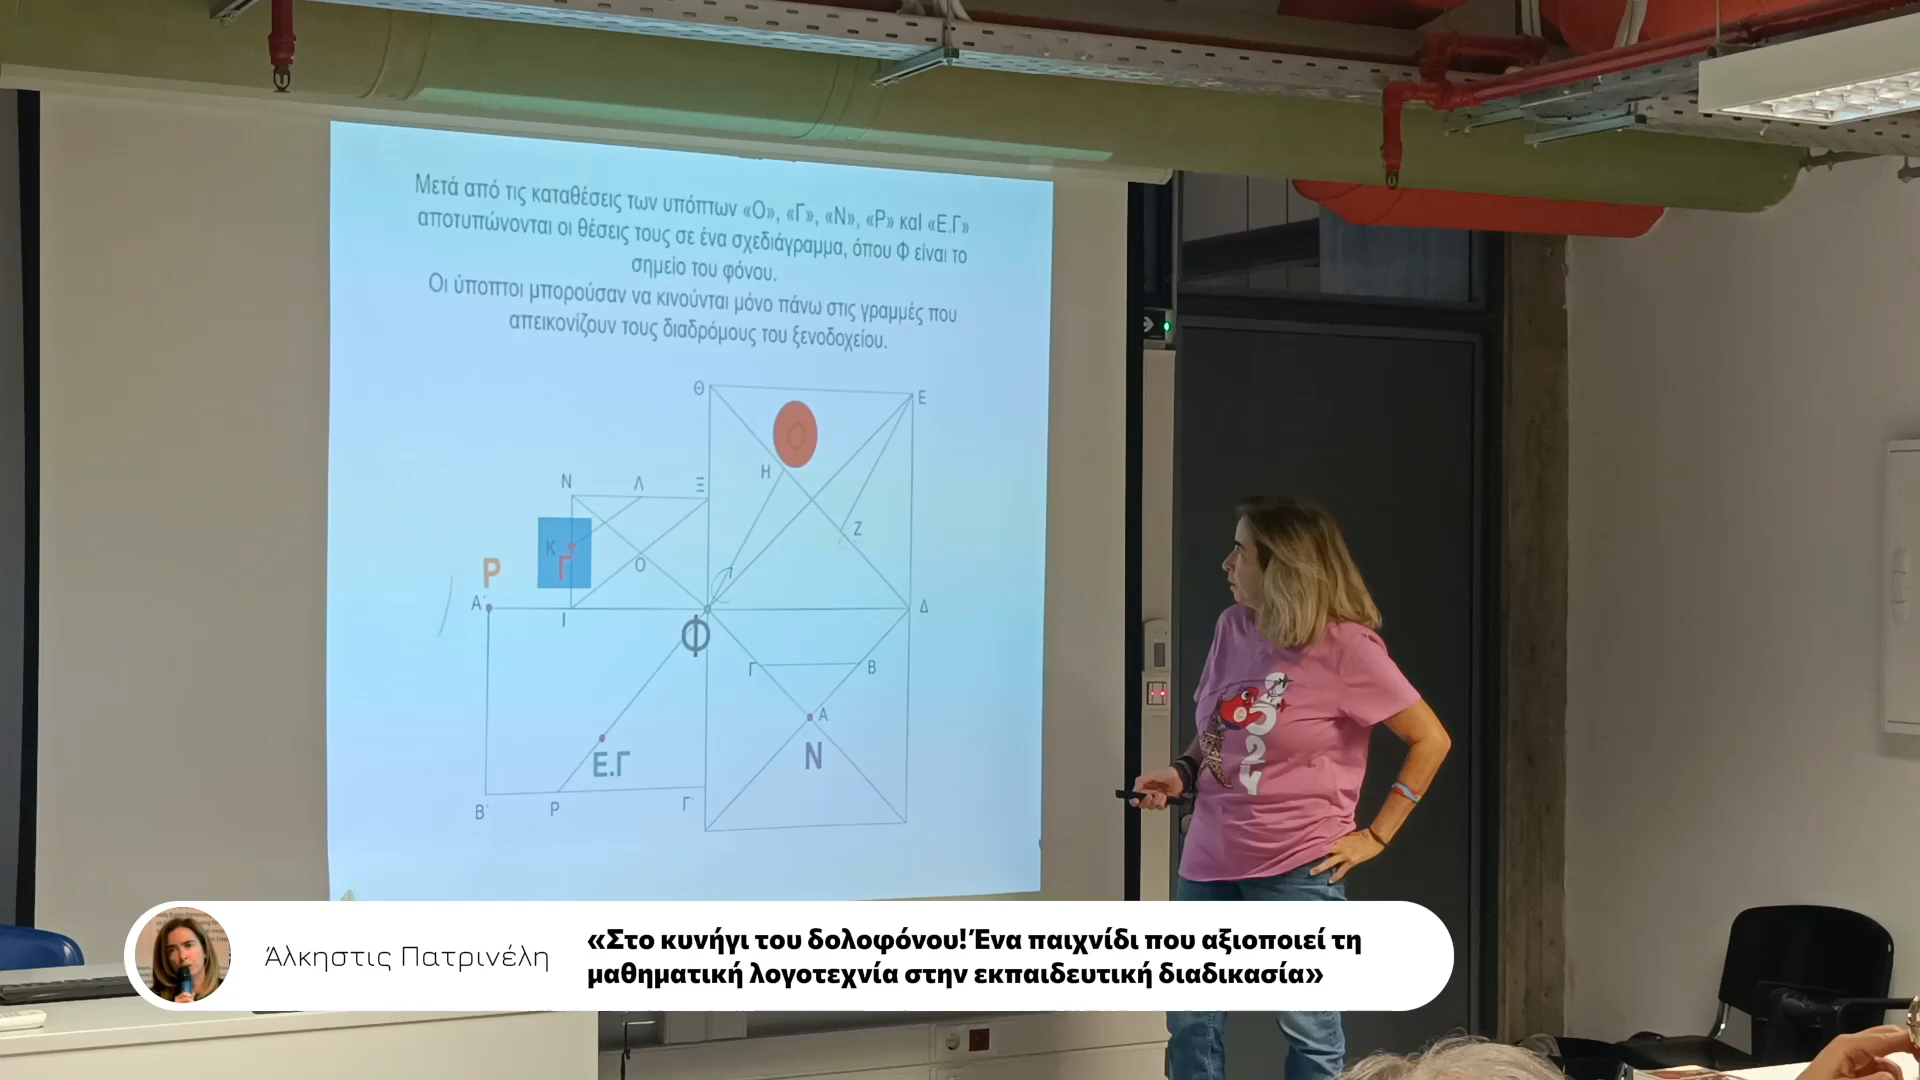 Μετά από τις καταθέσεις των υπόπτων «Ο», «Γ», «Ν», «Ρ» καΙ «Ε.Γ»
αποτυπώνονται οι θέσεις τους σε ένα σχεδιάγραμμα, όπου Φ είναι το
σημείο του φόνου.
Οι ύποπτοι μπορούσαν να κινούνται μόνο πάνω στις γραμμές που
απεικονίζουν τους διαδρόμους του ξενοδοχείου.
Θ
Ε
Ο
Η
Ν
Λ
Ξ
Ζ
Κ
Γ
Ο
Ρ
Α΄
Ι
Δ
Φ
Γ
Β
Α
Ε.Γ
Ν
Β΄
Ρ
Γ
2024
Άλκηστις Πατρινέλη
«Στο κυνήγι του δολοφόνου! Ένα παιχνίδι που αξιοποιεί τη
μαθηματική λογοτεχνία στην εκπαιδευτική διαδικασία»